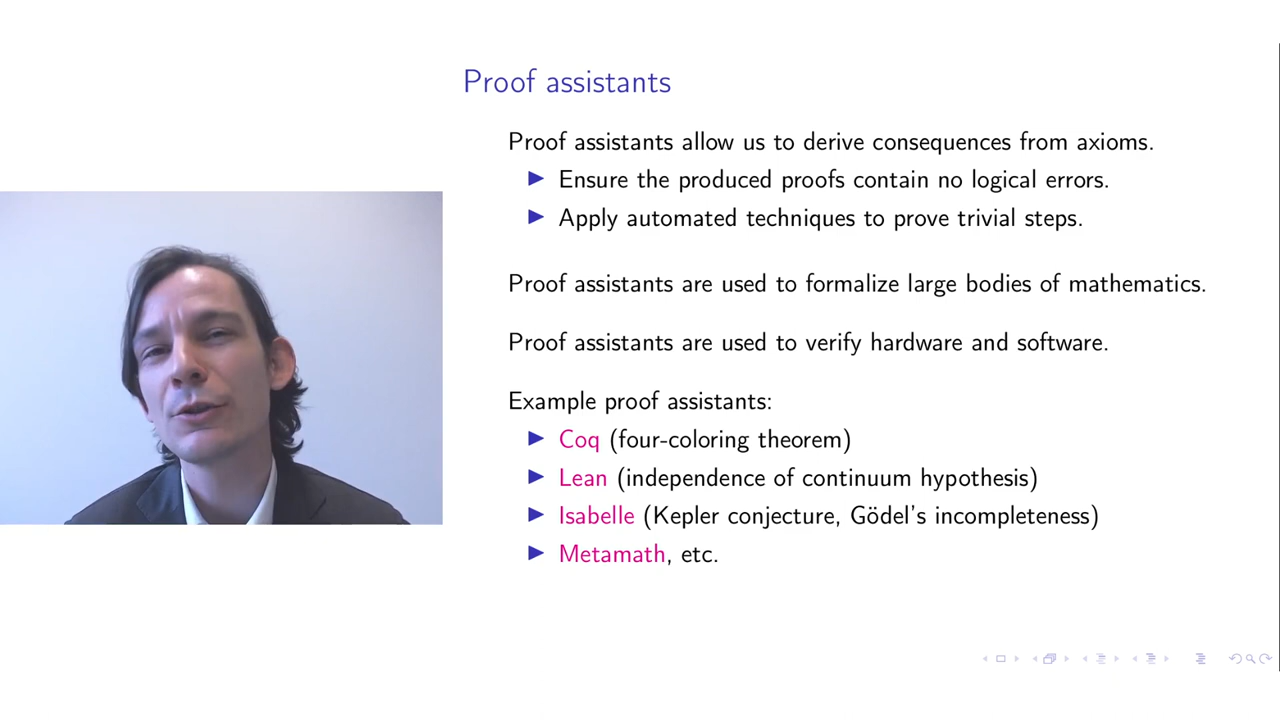 Proof assistants
Proof assistants allow us to derive consequences from axioms.
Ensure the produced proofs contain no logical errors.
Apply automated techniques to prove trivial steps.
Proof assistants are used to formalize large bodies of mathematics.
Proof assistants are used to verify hardware and software.
Example proof assistants:
Coq (four-coloring theorem)
Lean (independence of continuum hypothesis)
Isabelle (Kepler conjecture, Gödel's incompleteness)
Metamath, etc.